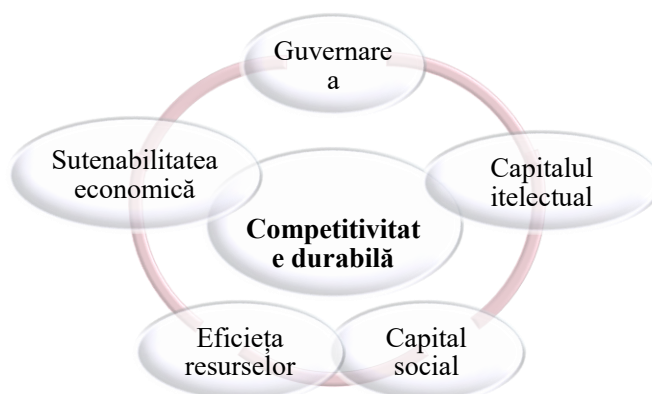 Guvernare
a
Sutenabilitatea
economică
Capitalul
itelectual
Competitivitat
e durabilă
Eficieța
resurselor
Capital
social